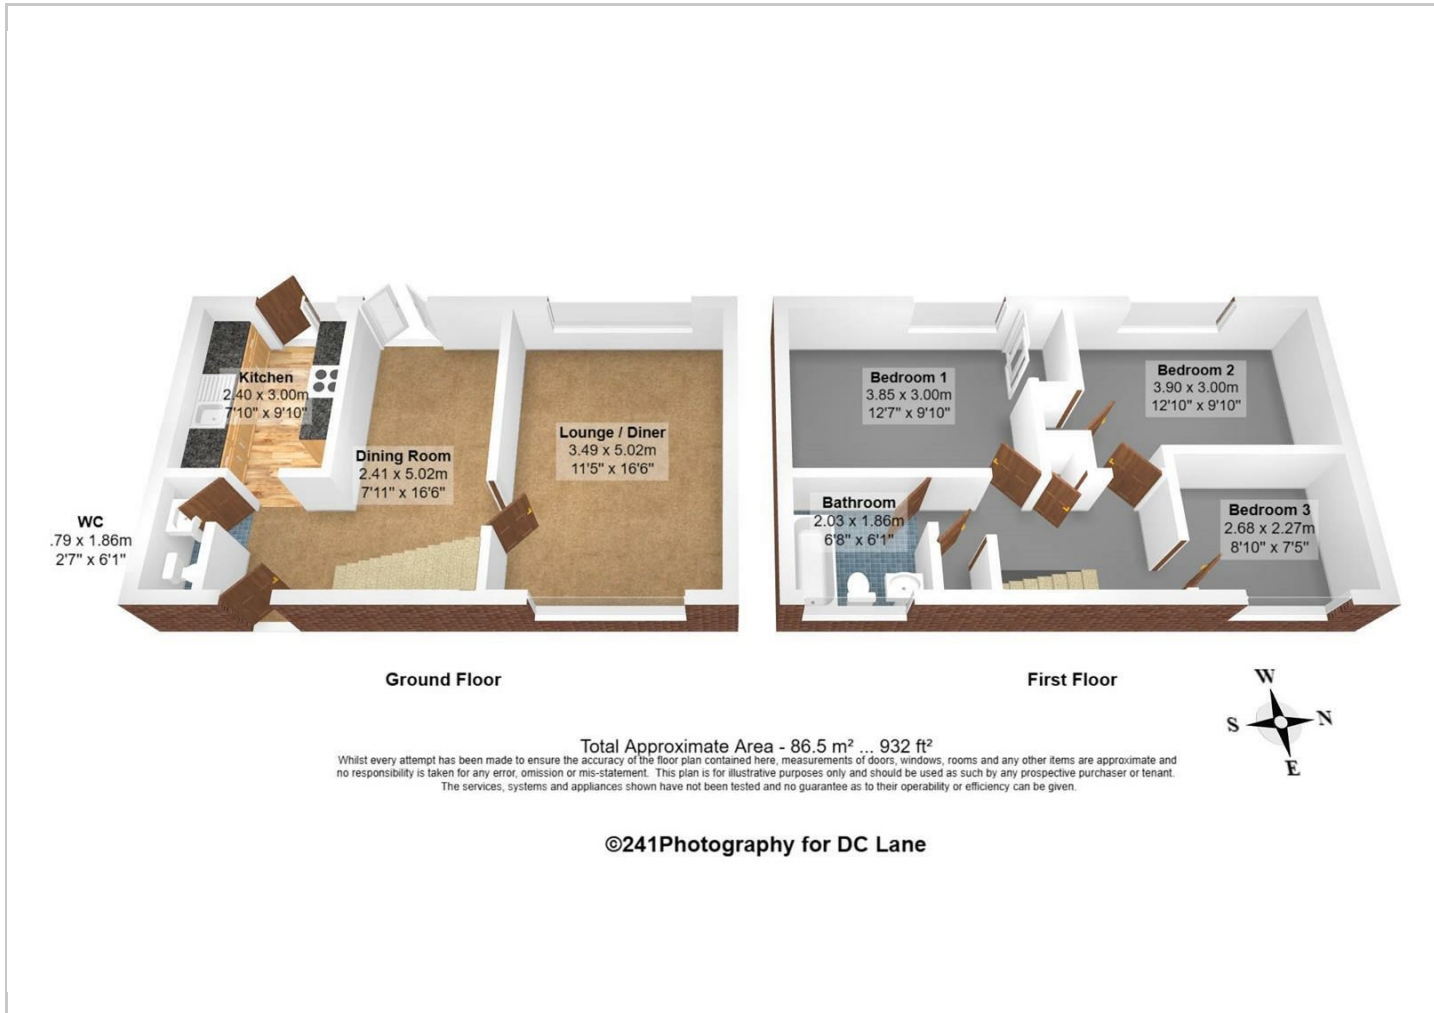 Kitchen
2.40 x 3.00m
7'10" x 9'10"
Dining Room
2.41 x 5.02m
7'11" x 16'6"
Lounge / Diner
3.49 x 5.02m
11'5" x 16'6"
WC
.79 x 1.86m
2'7" x 6'1"
Bedroom 1
3.85 x 3.00m
12'7" x 9'10"
Bedroom 2
3.90 x 3.00m
12'10" x 9'10"
Bathroom
2.03 x 1.86m
6'8" x 6'1"
Bedroom 3
2.68 x 2.27m
8'10" x 7'5"
Ground Floor
First Floor
W
S N
E
Total Approximate Area - 86.5 m² ... 932 ft²
Whilst every attempt has been made to ensure the accuracy of the floor plan contained here, measurements of doors, windows, rooms and any other items are approximate and
no responsibility is taken for any error, omission or mis-statement. This plan is for illustrative purposes only and should be used as such by any prospective purchaser or tenant.
The services, systems and appliances shown have not been tested and no guarantee as to their operability or efficiency can be given.
©241Photography for DC Lane